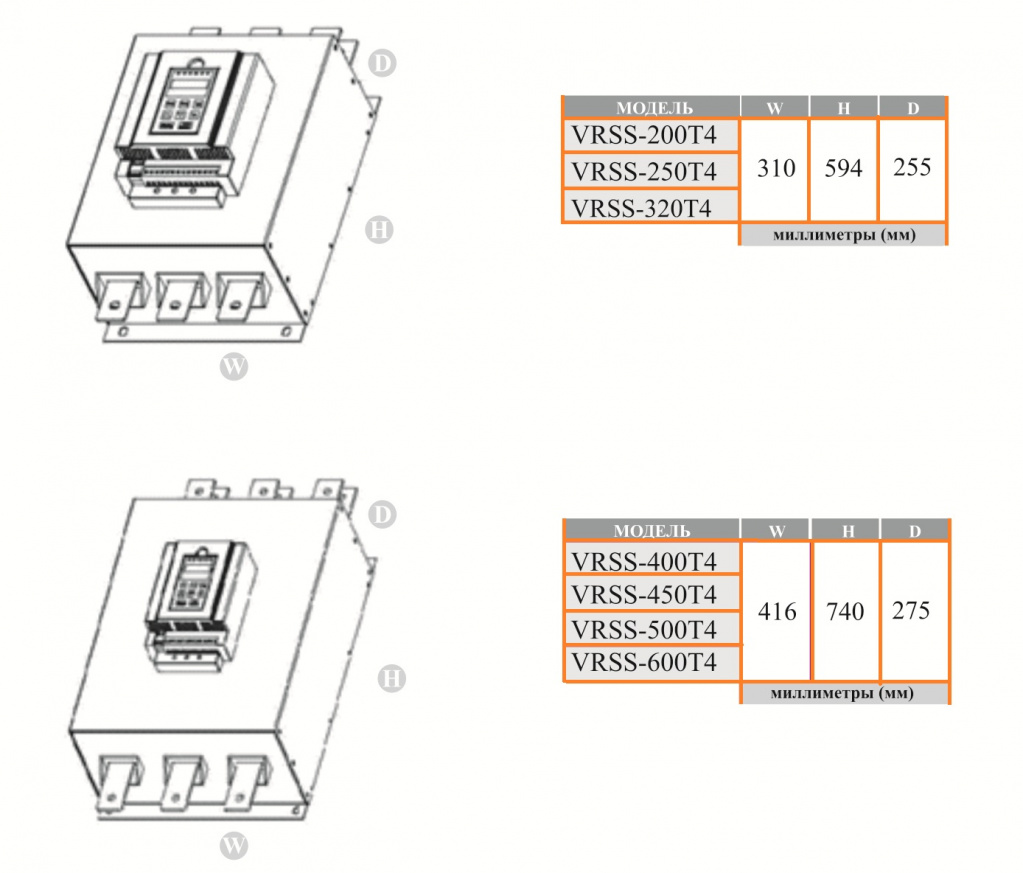 D
H
W
МОДЕЛЬ W H D
VRSS-200T4
VRSS-250T4 310 594 255
VRSS-320T4
миллиметры (мм)
D
H
W
МОДЕЛЬ W H D
VRSS-400T4
VRSS-450T4
416 740 275
VRSS-500T4
VRSS-600T4
миллиметры (мм)